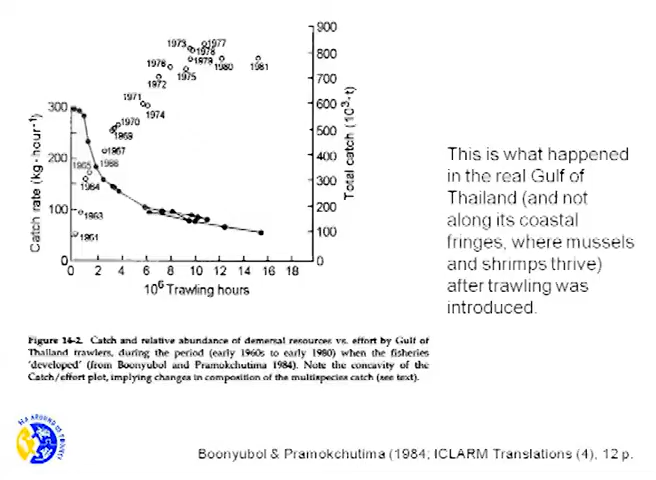 900
1973
1977
1978
800
1976
1979
1980
1981
1972
1975
700
1971
600
1974
300
1970
500
1969
1967
400
200
1965
1966
1964
300
200
1963
100
1961
100
0
0
0 2 4 6 8 10 12 14 16 18
Catch rate (kg·hour⁻¹)
Total catch (10³·t)
10⁶ Trawling hours
This is what happened
in the real Gulf of
Thailand (and not
along its coastal
fringes, where mussels
and shrimps thrive)
after trawling was
introduced.
Figure 14-2. Catch and relative abundance of demersal resources vs. effort by Gulf of
Thailand trawlers, during the period (early 1960s to early 1980) when the fisheries
'developed' (from Boonyubol and Pramokchutima 1984). Note the concavity of the
Catch/effort plot, implying changes in composition of the multispecies catch (see text).
SEA AROUND US PROJECT
Boonyubol & Pramokchutima (1984; ICLARM Translations (4), 12 p.